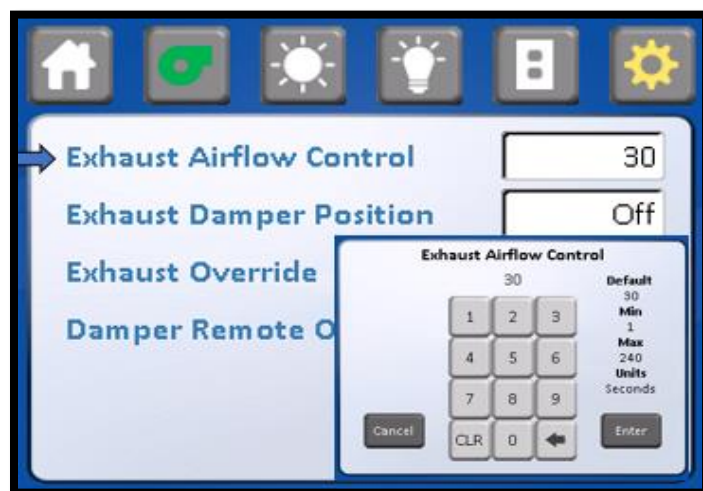 Exhaust Airflow Control 30
Exhaust Damper Position Off
Exhaust Override
Damper Remote O
Exhaust Airflow Control
30
Default
30
Min
1
Max
240
Units
Seconds
1 2 3
4 5 6
7 8 9
Cancel CLR 0 Enter